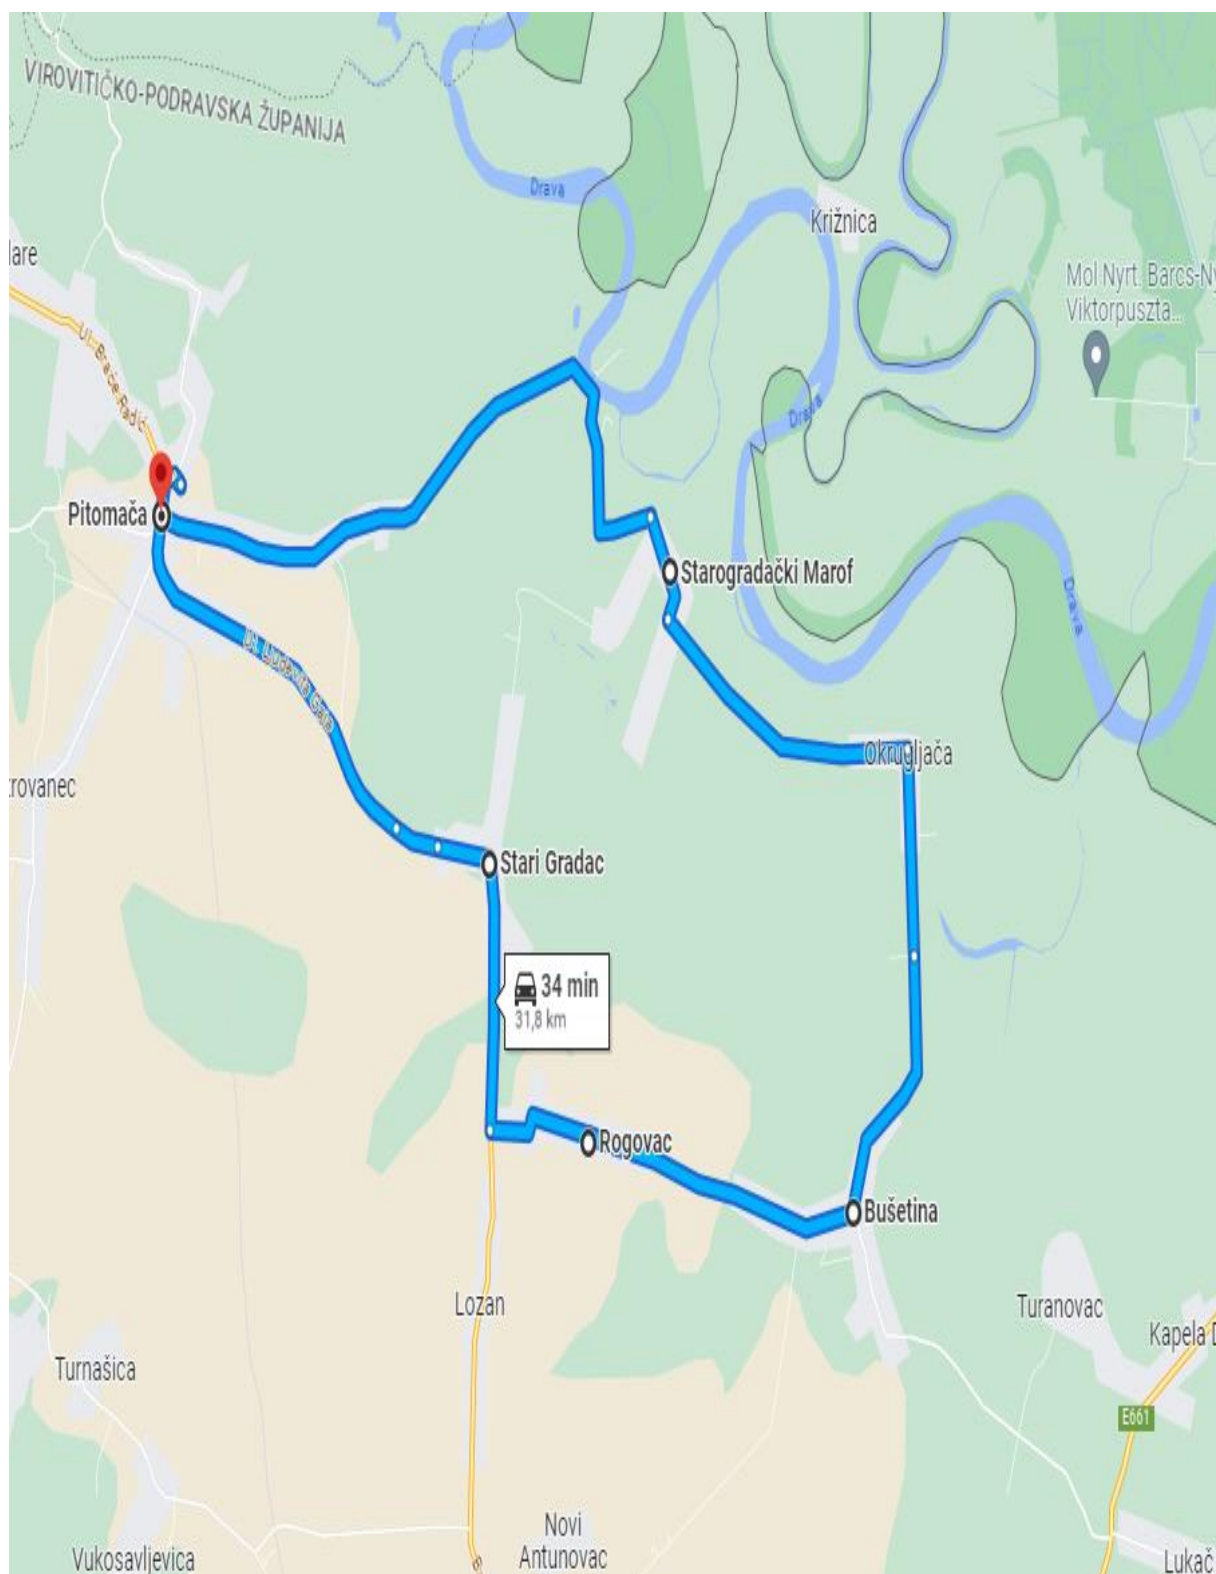 VIROVITIČKO-PODRAVSKA ŽUPANIJA
Drava
Križnica
lare
Mol Nyrt. Barcs-Ny
Viktorpuszta...
Ul. Braće Radić
Drava
Pitomača
Starogradački Marof
Drava
Ul. Ljudevita Gaja
Okrugljača
trovanec
Stari Gradac
34 min
31,8 km
Rogovac
Bušetina
Lozan
Turanovac
Kapela D
Turnašica
E661
Novi
Antunovac
Vukosavljevica
Lukač